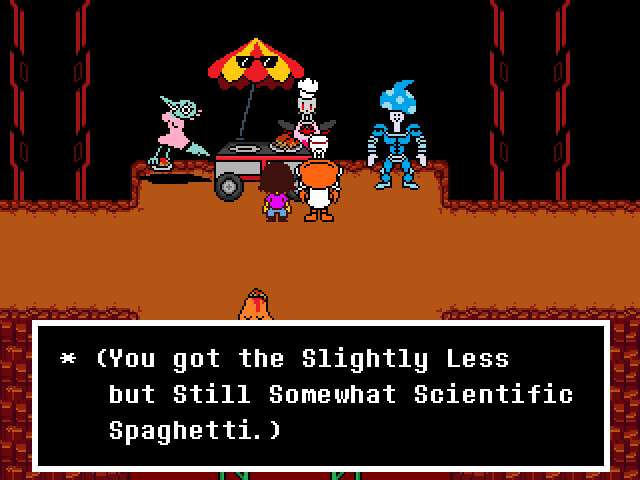 * (You got the Slightly Less
but Still Somewhat Scientific
Spaghetti.)